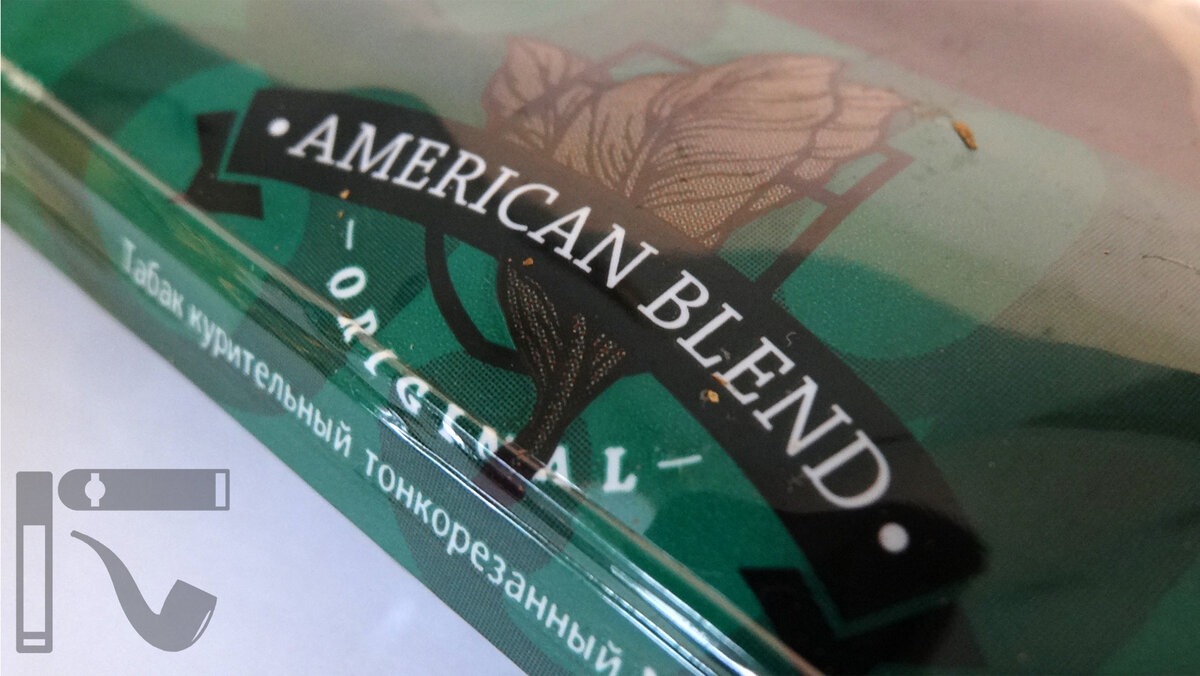 • AMERICAN BLEND •
– ORIGINAL –
Табак курительный тонкорезанный